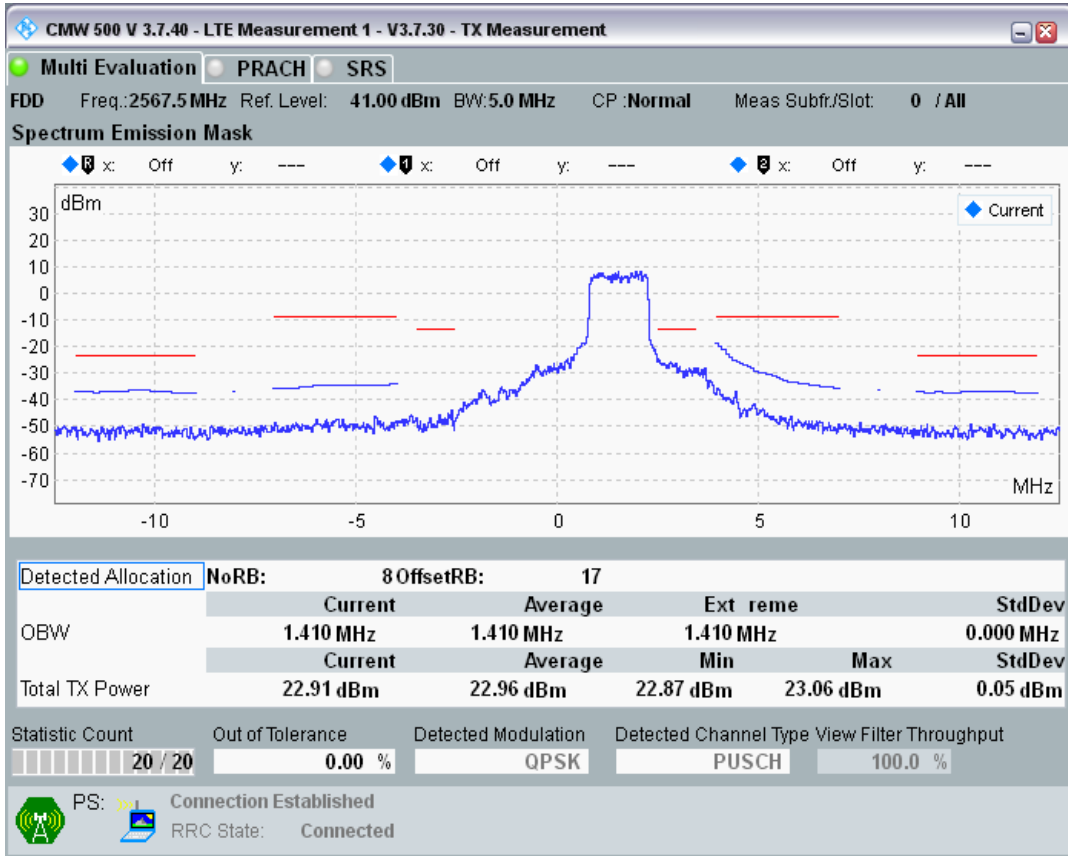 CMW 500 V 3.7.40 - LTE Measurement 1 - V3.7.30 - TX Measurement
Multi Evaluation PRACH SRS
FDD Freq.:2567.5 MHz Ref. Level: 41.00 dBm BW:5.0 MHz CP :Normal Meas Subfr./Slot: 0 / All
Spectrum Emission Mask
R x: Off y: --- 1 x: Off y: --- 2 x: Off y: ---
dBm
Current
30
20
10
0
-10
-20
-30
-40
-50
-60
-70
MHz
-10 -5 0 5 10
Detected Allocation NoRB: 8 OffsetRB: 17
Current Average Ext reme StdDev
OBW 1.410 MHz 1.410 MHz 1.410 MHz 0.000 MHz
Current Average Min Max StdDev
Total TX Power 22.91 dBm 22.96 dBm 22.87 dBm 23.06 dBm 0.05 dBm
Statistic Count Out of Tolerance Detected Modulation Detected Channel Type View Filter Throughput
20 / 20 0.00 % QPSK PUSCH 100.0 %
PS: Connection Established
RRC State: Connected